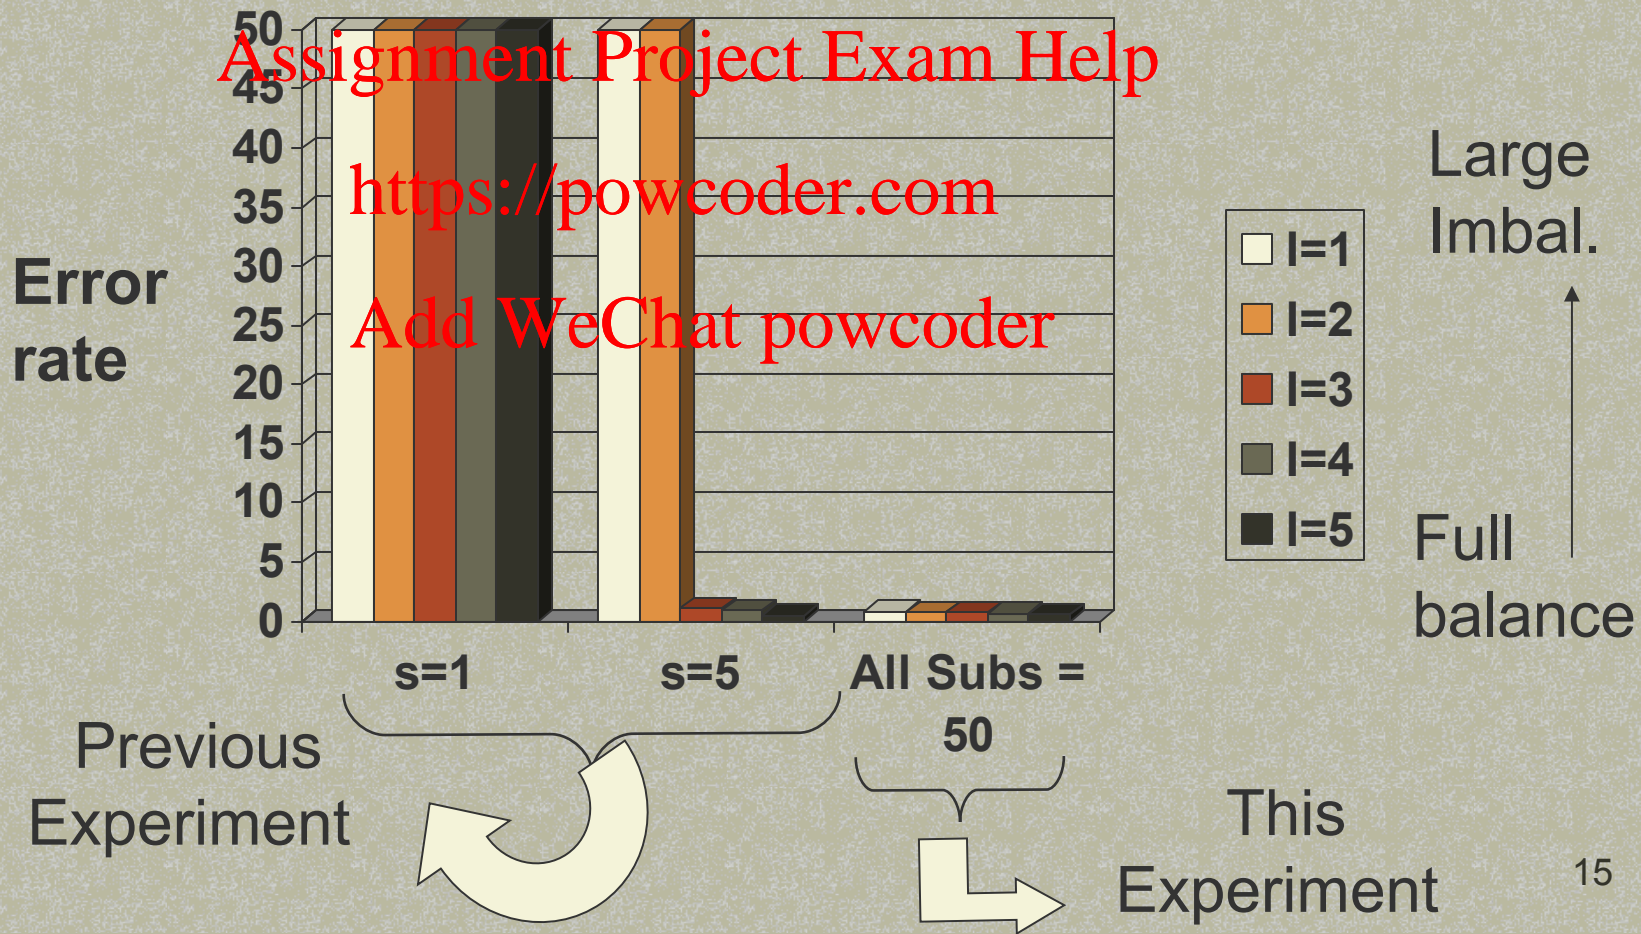 50
45
40
35
30
25
20
15
10
5
0
Error
rate
Assignment Project Exam Help
https://powcoder.com
Add WeChat powcoder
s=1
s=5
All Subs =
50
I=1
I=2
I=3
I=4
I=5
Large
Imbal.
Full
balance
Previous
Experiment
This
Experiment
15